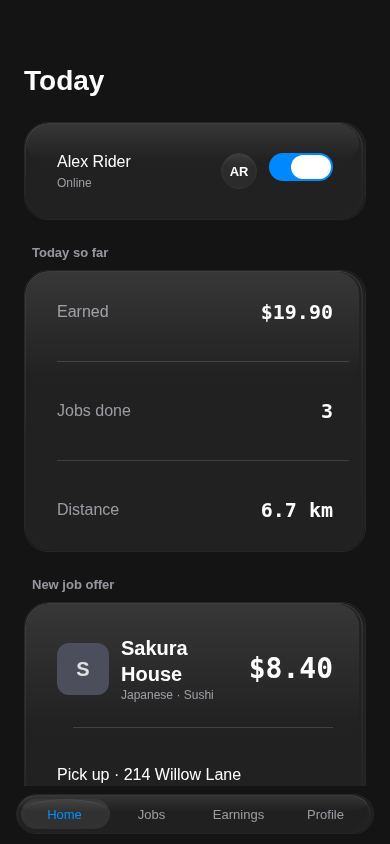 Today
Alex Rider
Online
AR
Today so far
Earned
$19.90
Jobs done
3
Distance
6.7 km
New job offer
S
Sakura
House
Japanese · Sushi
$8.40
Pick up · 214 Willow Lane
Home
Jobs
Earnings
Profile